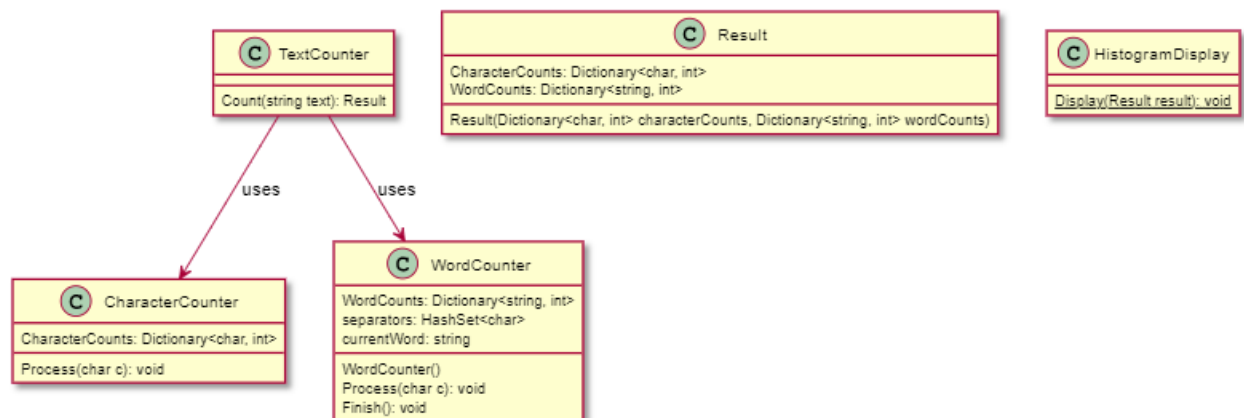 C TextCounter
Count(string text): Result
C Result
CharacterCounts: Dictionary<char, int>
WordCounts: Dictionary<string, int>
Result(Dictionary<char, int> characterCounts, Dictionary<string, int> wordCounts)
C HistogramDisplay
Display(Result result): void
uses
uses
C CharacterCounter
CharacterCounts: Dictionary<char, int>
Process(char c): void
C WordCounter
WordCounts: Dictionary<string, int>
separators: HashSet<char>
currentWord: string
WordCounter()
Process(char c): void
Finish(): void